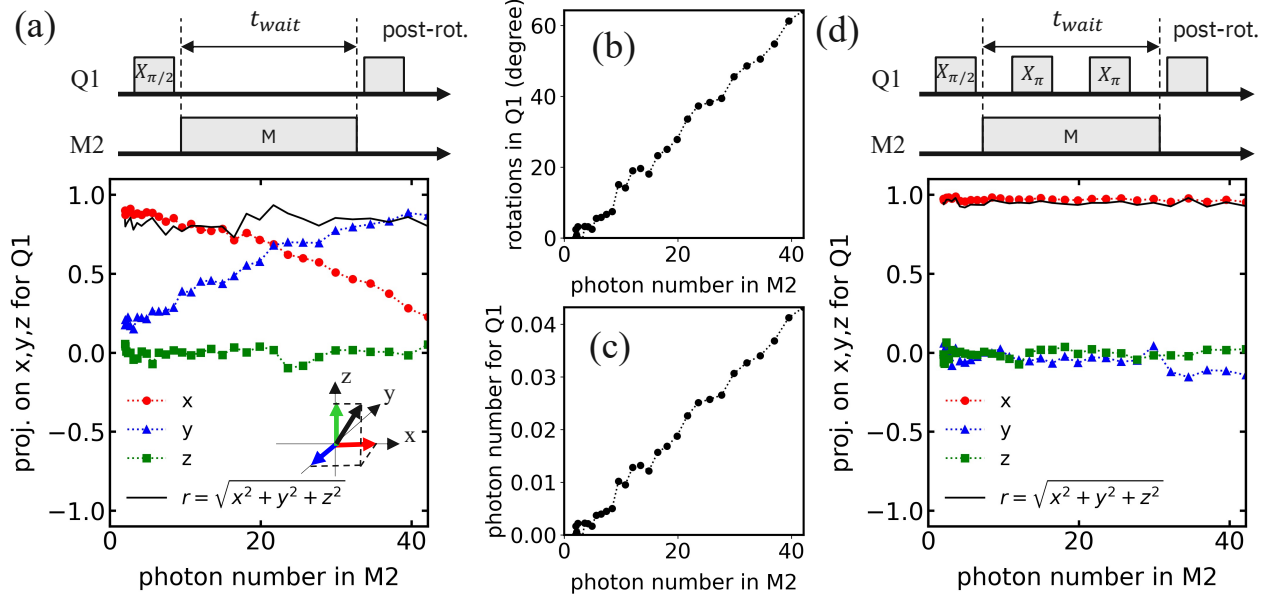 (a)
t_wait
post-rot.
Q1
X_π/2
M2
M
proj. on x,y,z for Q1
1.0
0.5
0.0
−0.5
−1.0
x
y
z
r = √x² + y² + z²
z
y
x
0
20
40
photon number in M2
(b)
rotations in Q1 (degree)
60
40
20
0
0
20
40
photon number in M2
(c)
photon number for Q1
0.04
0.03
0.02
0.01
0.00
0
20
40
photon number in M2
(d)
t_wait
post-rot.
Q1
X_π/2
X_π
X_π
M2
M
proj. on x,y,z for Q1
1.0
0.5
0.0
−0.5
−1.0
x
y
z
r = √x² + y² + z²
0
20
40
photon number in M2